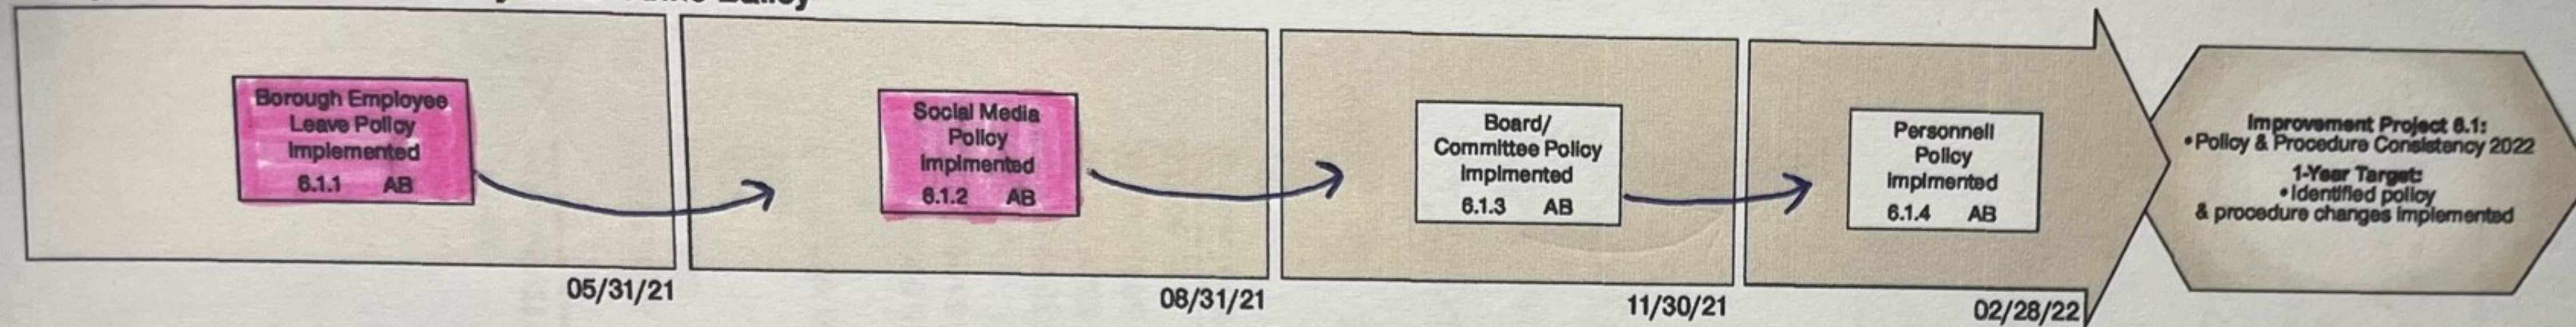 Borough Employee
Leave Policy
Implemented
6.1.1 AB
05/31/21
Social Media
Policy
Implmented
6.1.2 AB
08/31/21
Board/
Committee Policy
Implmented
6.1.3 AB
11/30/21
Personnell
Policy
Implmented
6.1.4 AB
02/28/22
Improvement Project 6.1:
• Policy & Procedure Consistency 2022
1-Year Target:
• Identified policy
& procedure changes implemented